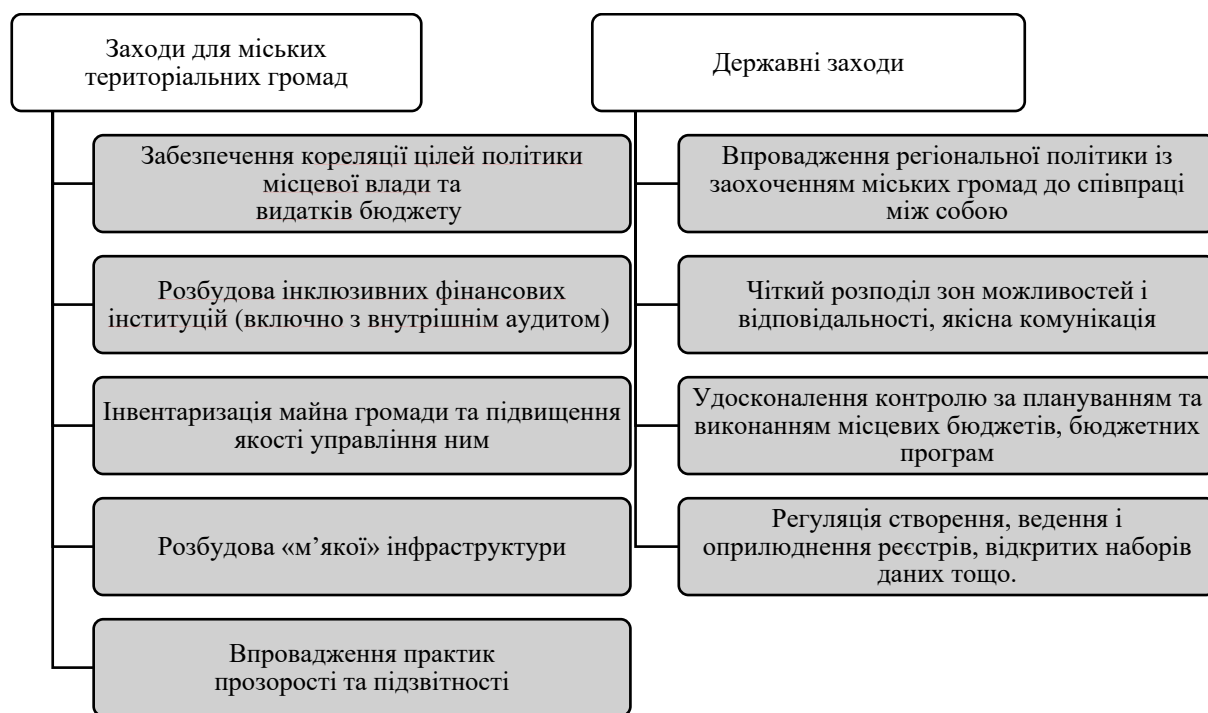 Заходи для міських
територіальних громад
Забезпечення кореляції цілей політики
місцевої влади та
видатків бюджету
Розбудова інклюзивних фінансових
інституцій (включно з внутрішнім аудитом)
Інвентаризація майна громади та підвищення
якості управління ним
Розбудова «м’якої» інфраструктури
Впровадження практик
прозорості та підзвітності
Державні заходи
Впровадження регіональної політики із
заохоченням міських громад до співпраці
між собою
Чіткий розподіл зон можливостей і
відповідальності, якісна комунікація
Удосконалення контролю за плануванням та
виконанням місцевих бюджетів, бюджетних
програм
Регуляція створення, ведення і
оприлюднення реєстрів, відкритих наборів
даних тощо.